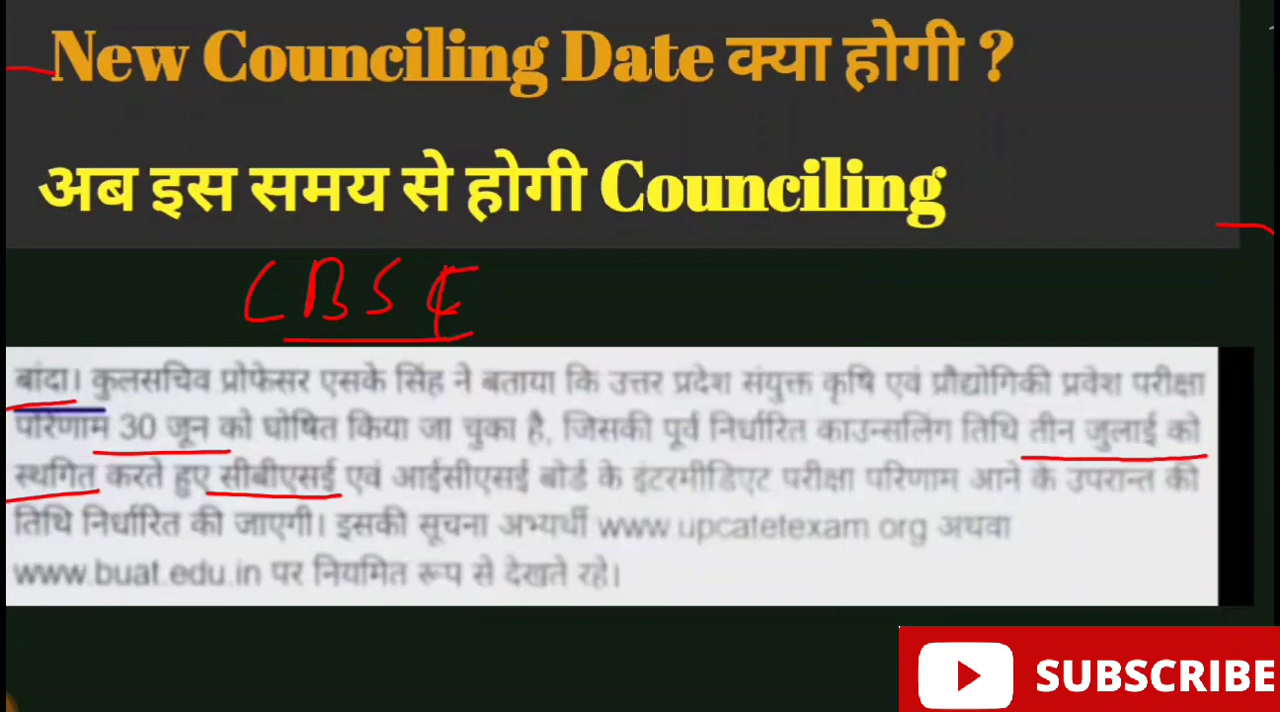 New Counciling Date क्या होगी ?
अब इस समय से होगी Counciling
CBSE
बांदा। कुलसचिव प्रोफेसर एसके सिंह ने बताया कि उत्तर प्रदेश संयुक्त कृषि एवं प्रौद्योगिकी प्रवेश परीक्षा
परिणाम 30 जून को घोषित किया जा चुका है, जिसकी पूर्व निर्धारित काउन्सलिंग तिथि तीन जुलाई को
स्थगित करते हुए सीबीएसई एवं आईसीएसई बोर्ड के इंटरमीडिएट परीक्षा परिणाम आने के उपरान्त की
तिथि निर्धारित की जाएगी। इसकी सूचना अभ्यर्थी www upcatetexam org अथवा
www.buat.edu.in पर नियमित रूप से देखते रहे।
SUBSCRIBE